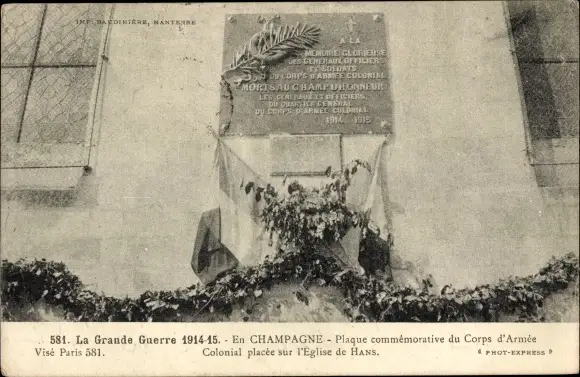 IMP. BAUDINIÈRE, NANTERRE
A LA
MÉMOIRE GLORIEUSE
DES GÉNÉRAUX, OFFICIERS
ET SOLDATS
DU CORPS D'ARMÉE COLONIAL
MORTS AU CHAMP D'HONNEUR
LES GÉNÉRAUX ET OFFICIERS
DU QUARTIER GÉNÉRAL
DU CORPS D'ARMÉE COLONIAL
1914 1915
581. La Grande Guerre 1914-15. - En CHAMPAGNE - Plaque commémorative du Corps d'Armée
Visé Paris 581. Colonial placée sur l'Église de HANS. « PHOT-EXPRESS »